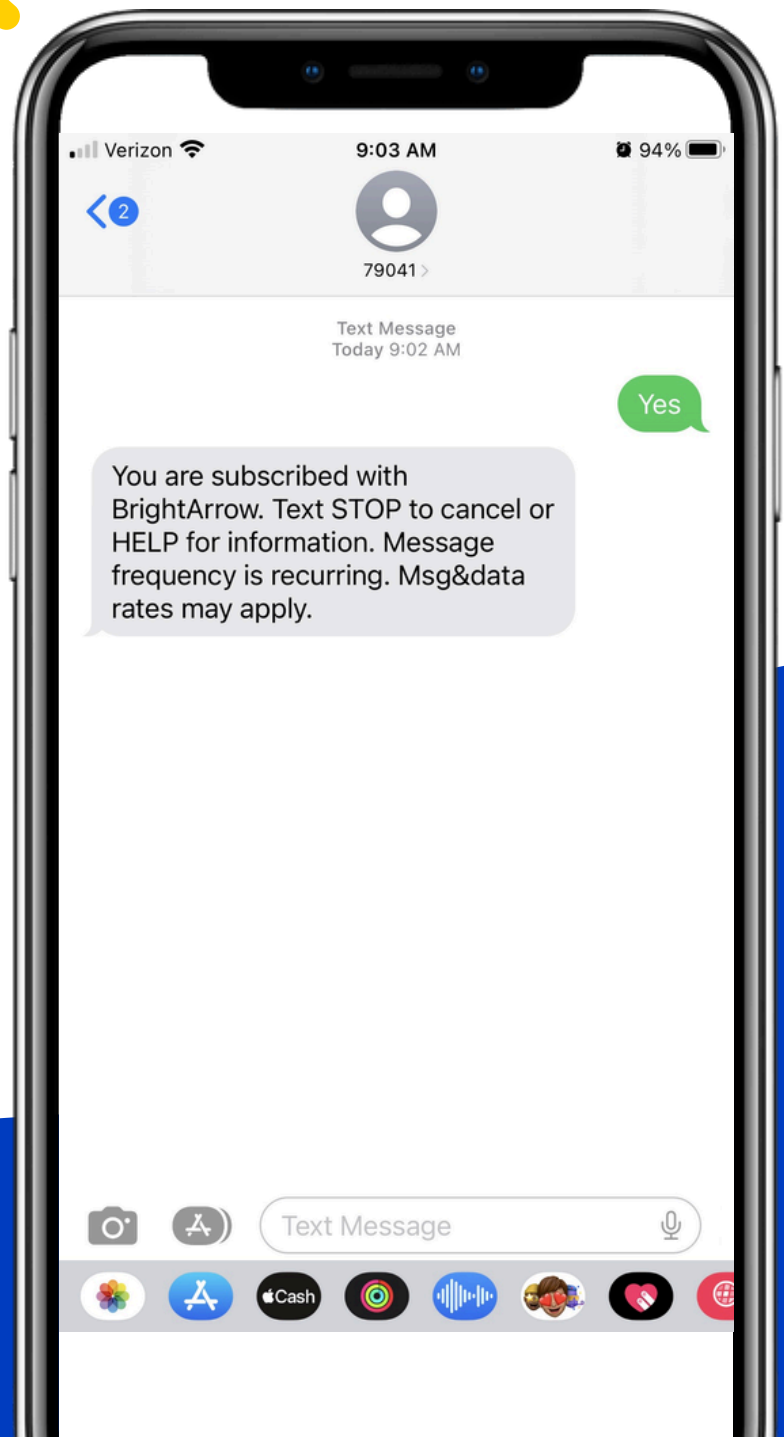 Verizon 9:03 AM 94%
2
79041
Text Message
Today 9:02 AM
Yes
You are subscribed with
BrightArrow. Text STOP to cancel or
HELP for information. Message
frequency is recurring. Msg&data
rates may apply.
Text Message
Cash